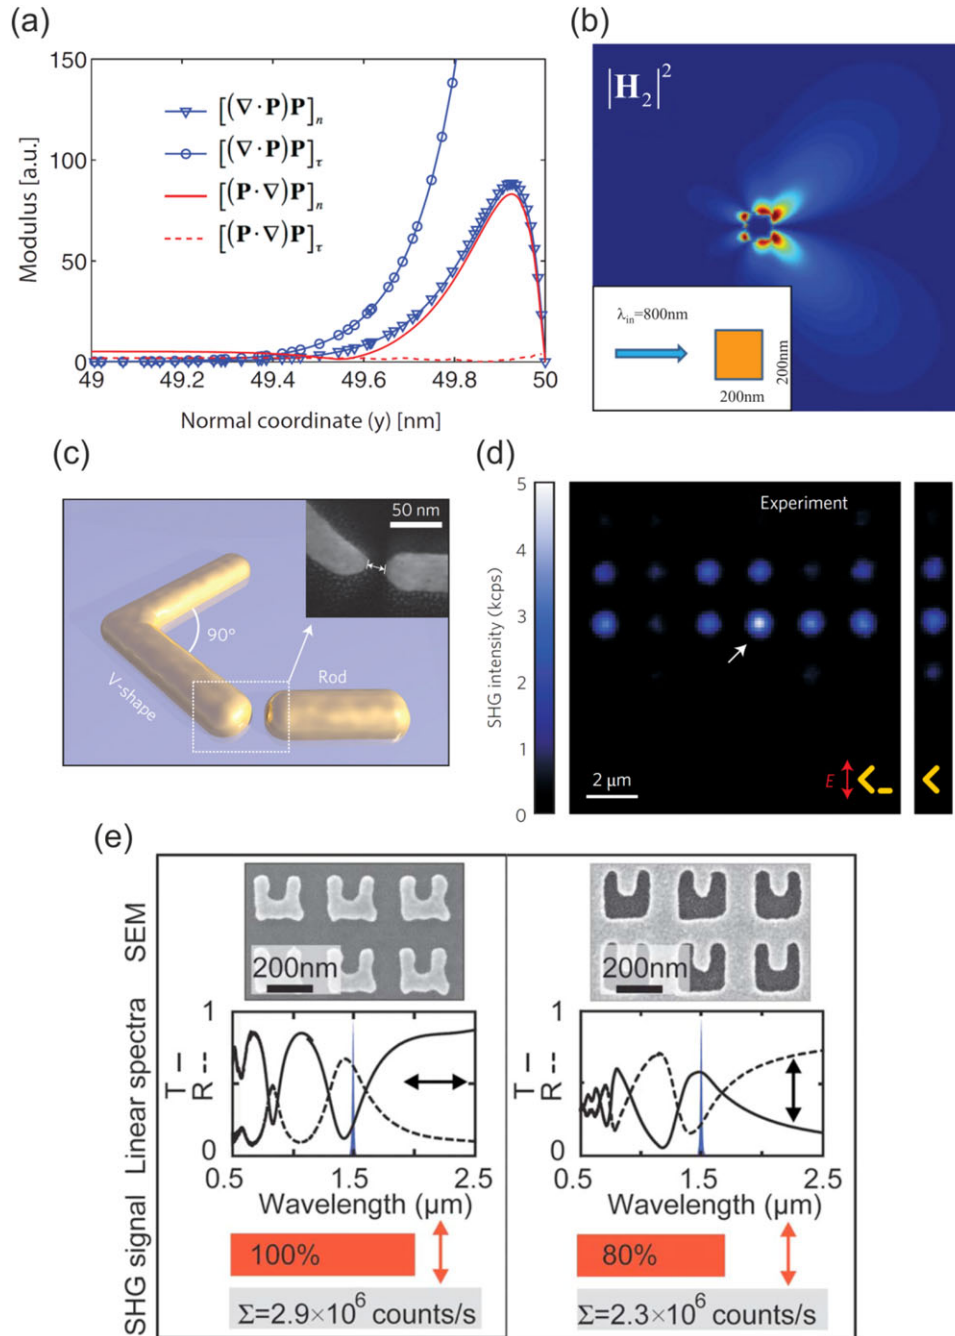 (a)
150
100
50
0
Modulus [a.u.]
[(∇·P)P]n
[(∇·P)P]τ
[(P·∇)P]n
[(P·∇)P]τ
49 49.2 49.4 49.6 49.8 50
Normal coordinate (y) [nm]
(b)
|H₂|²
λin=800nm
200nm
200nm
(c)
50 nm
90°
V-shape
Rod
(d)
5
4
3
2
1
0
SHG intensity (kcps)
Experiment
2 μm
E
(e)
SEM
200nm
200nm
Linear spectra
T —
R --
1
0
0.5 1.5 2.5
Wavelength (μm)
T —
R --
1
0
0.5 1.5 2.5
Wavelength (μm)
SHG signal
100%
Σ=2.9×10⁶ counts/s
80%
Σ=2.3×10⁶ counts/s